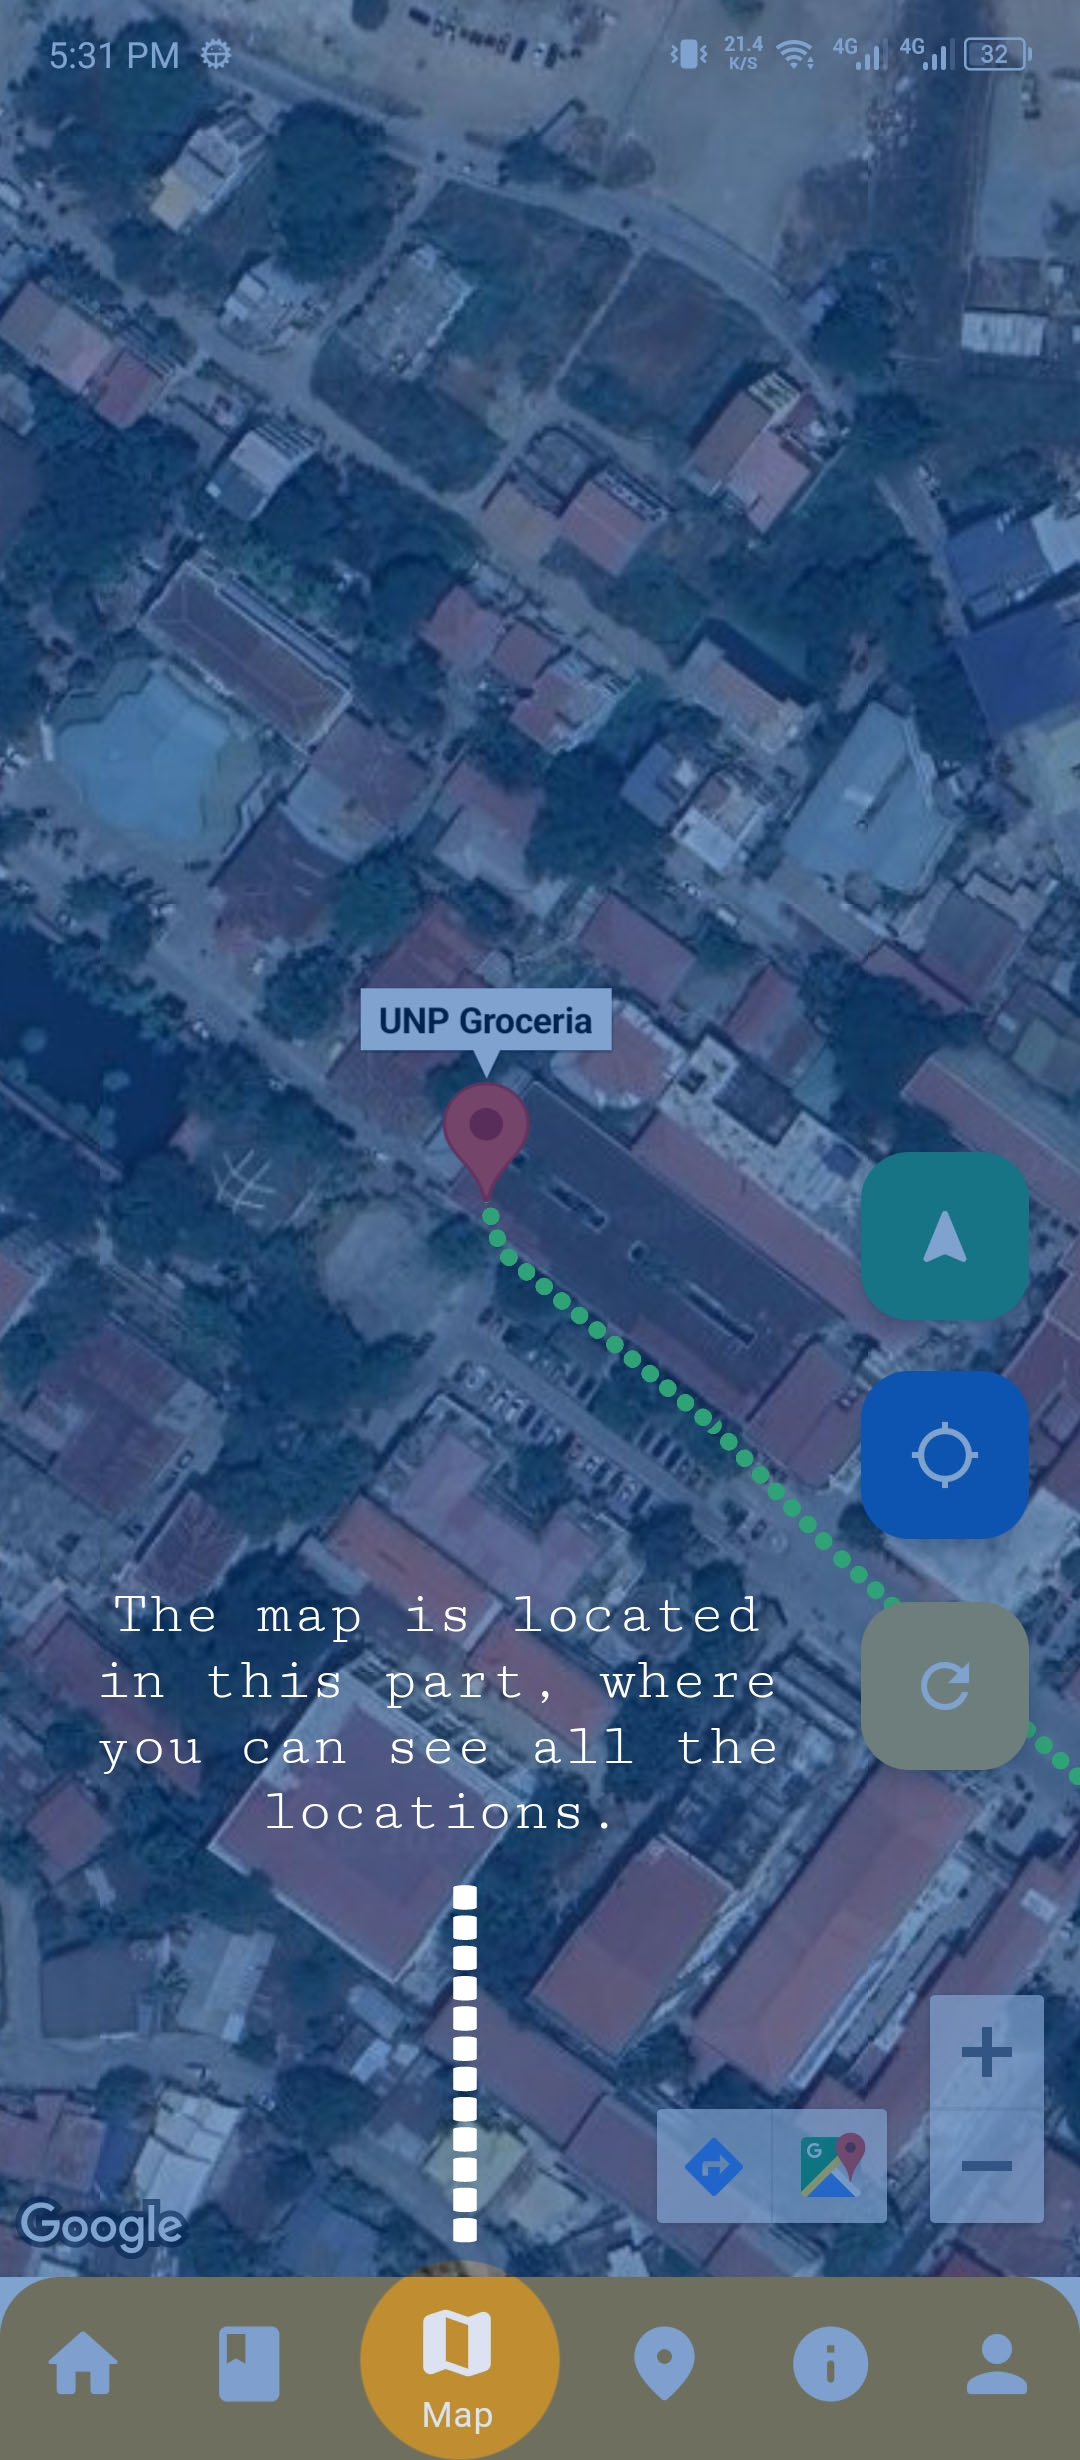 5:31 PM 21.4 K/S 4G 4G 32
UNP Groceria
The map is located
in this part, where
you can see all the
locations.
G
Google
Map